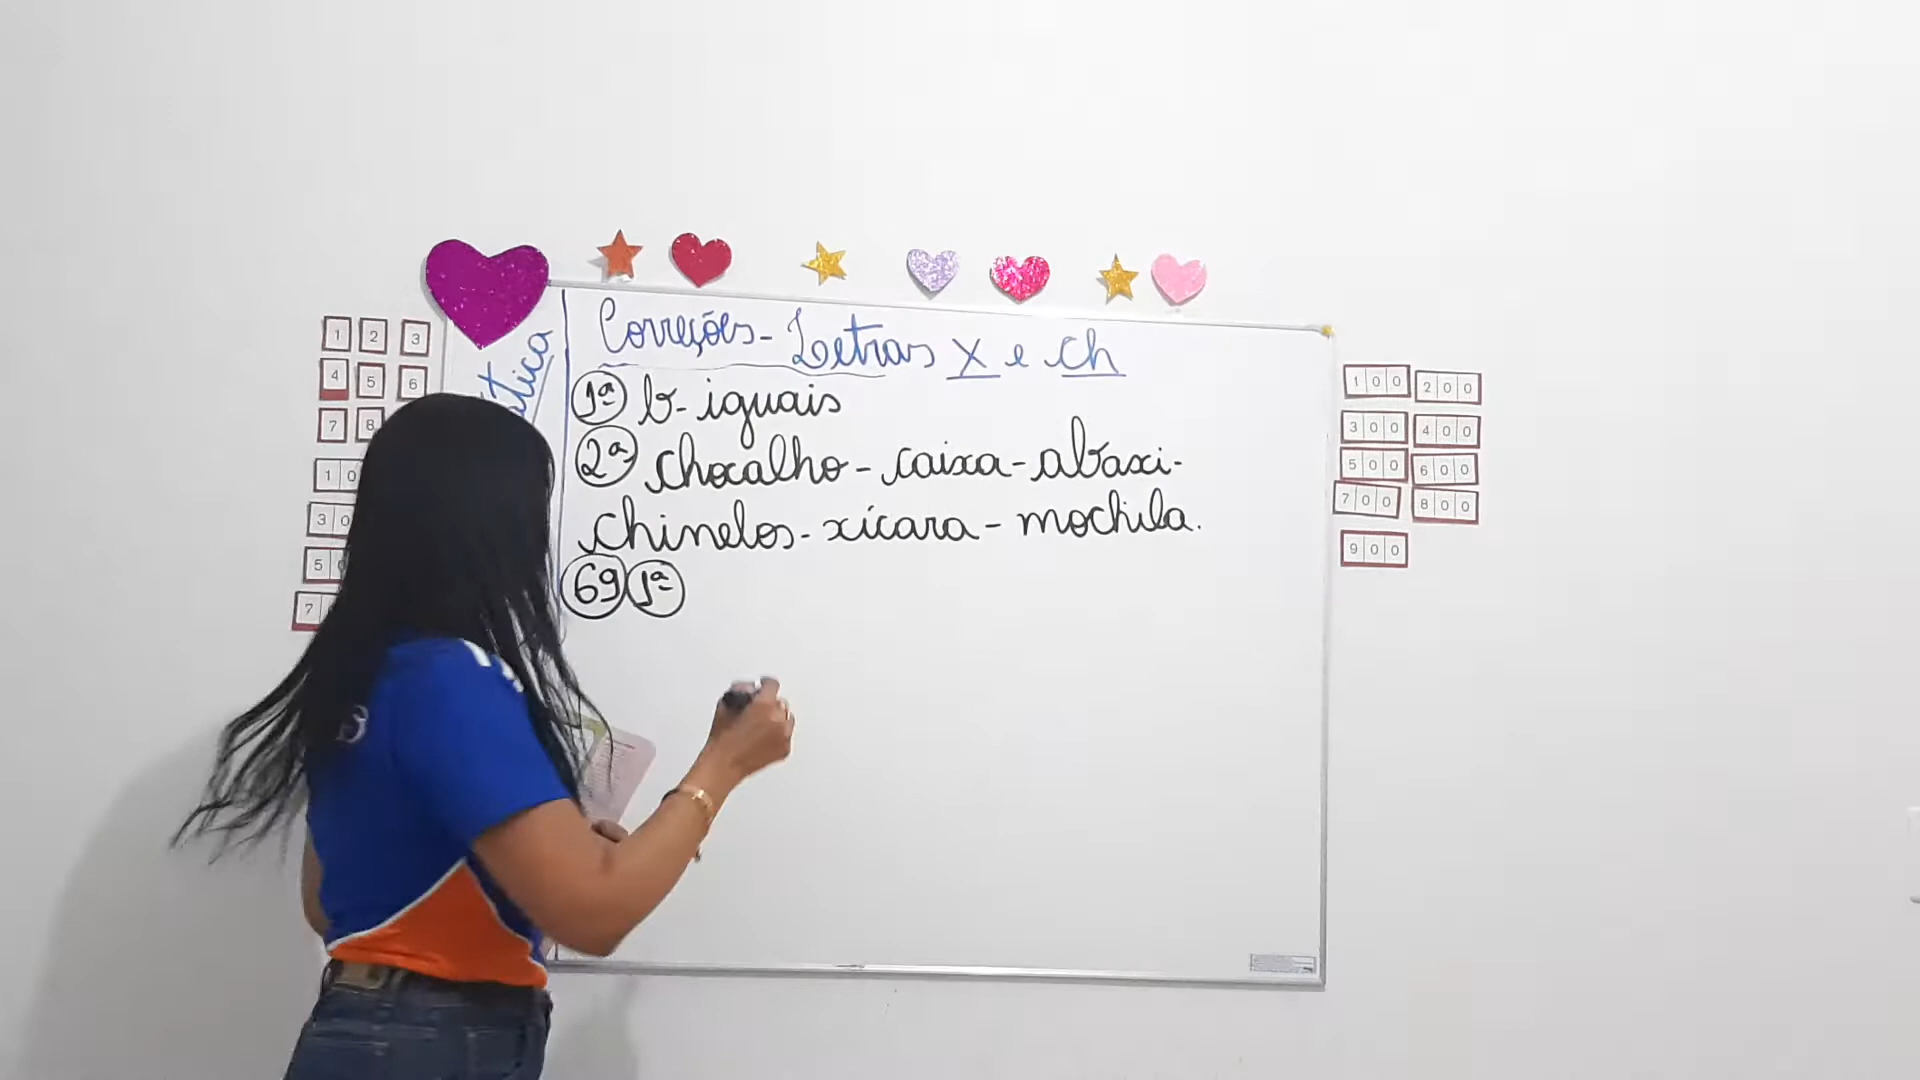 Correções - Letras x e ch
ática
1ª b - iguais
2ª chocalho - caixa - abaxi -
chinelos - xícara - mochila.
69 1ª
1 2 3
4 5 6
7 8
1 0
3 0
5 0
7
100 200
300 400
500 600
700 800
900